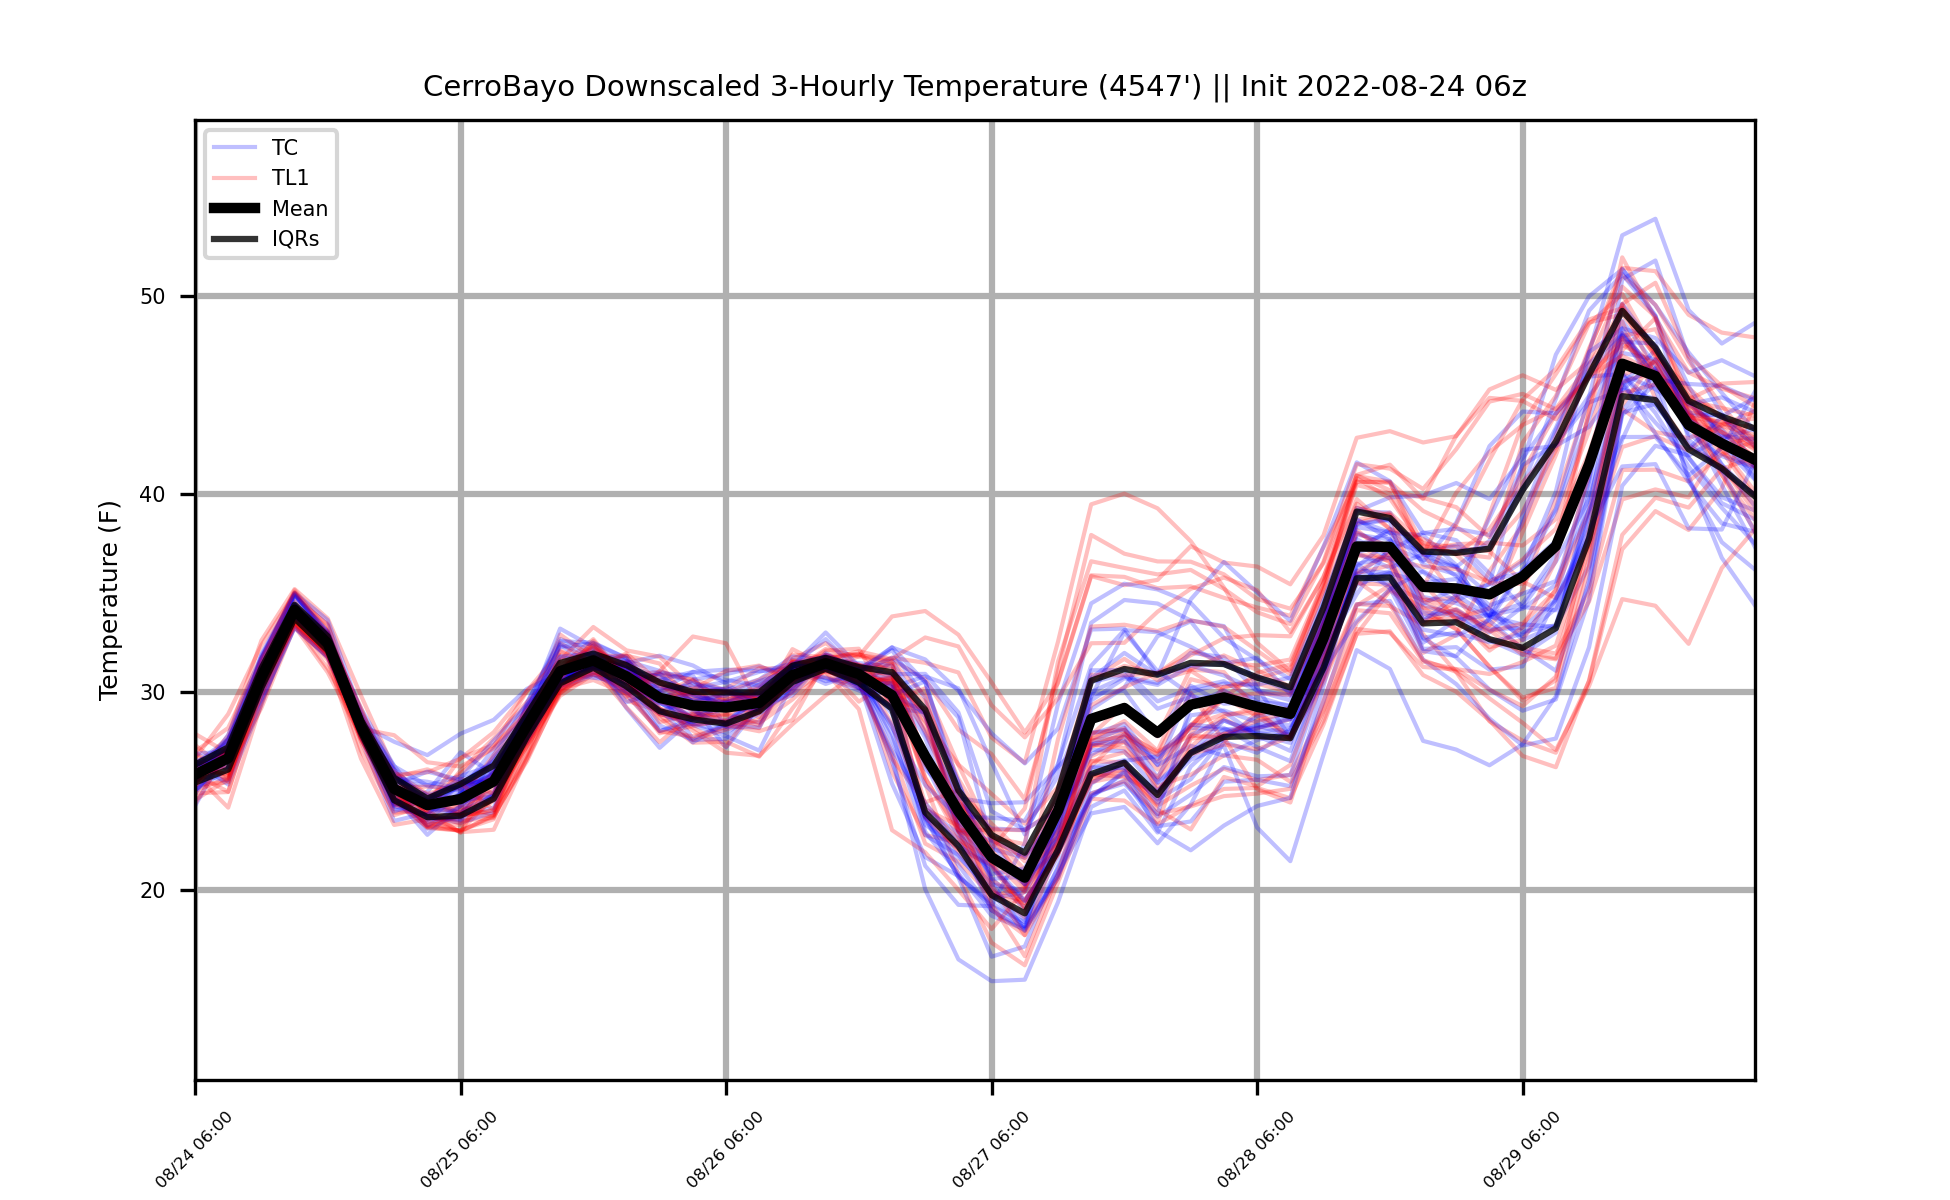 CerroBayo Downscaled 3-Hourly Temperature (4547') || Init 2022-08-24 06z
TC
TL1
Mean
IQRs
Temperature (F)
50
40
30
20
08/24 06:00
08/25 06:00
08/26 06:00
08/27 06:00
08/28 06:00
08/29 06:00